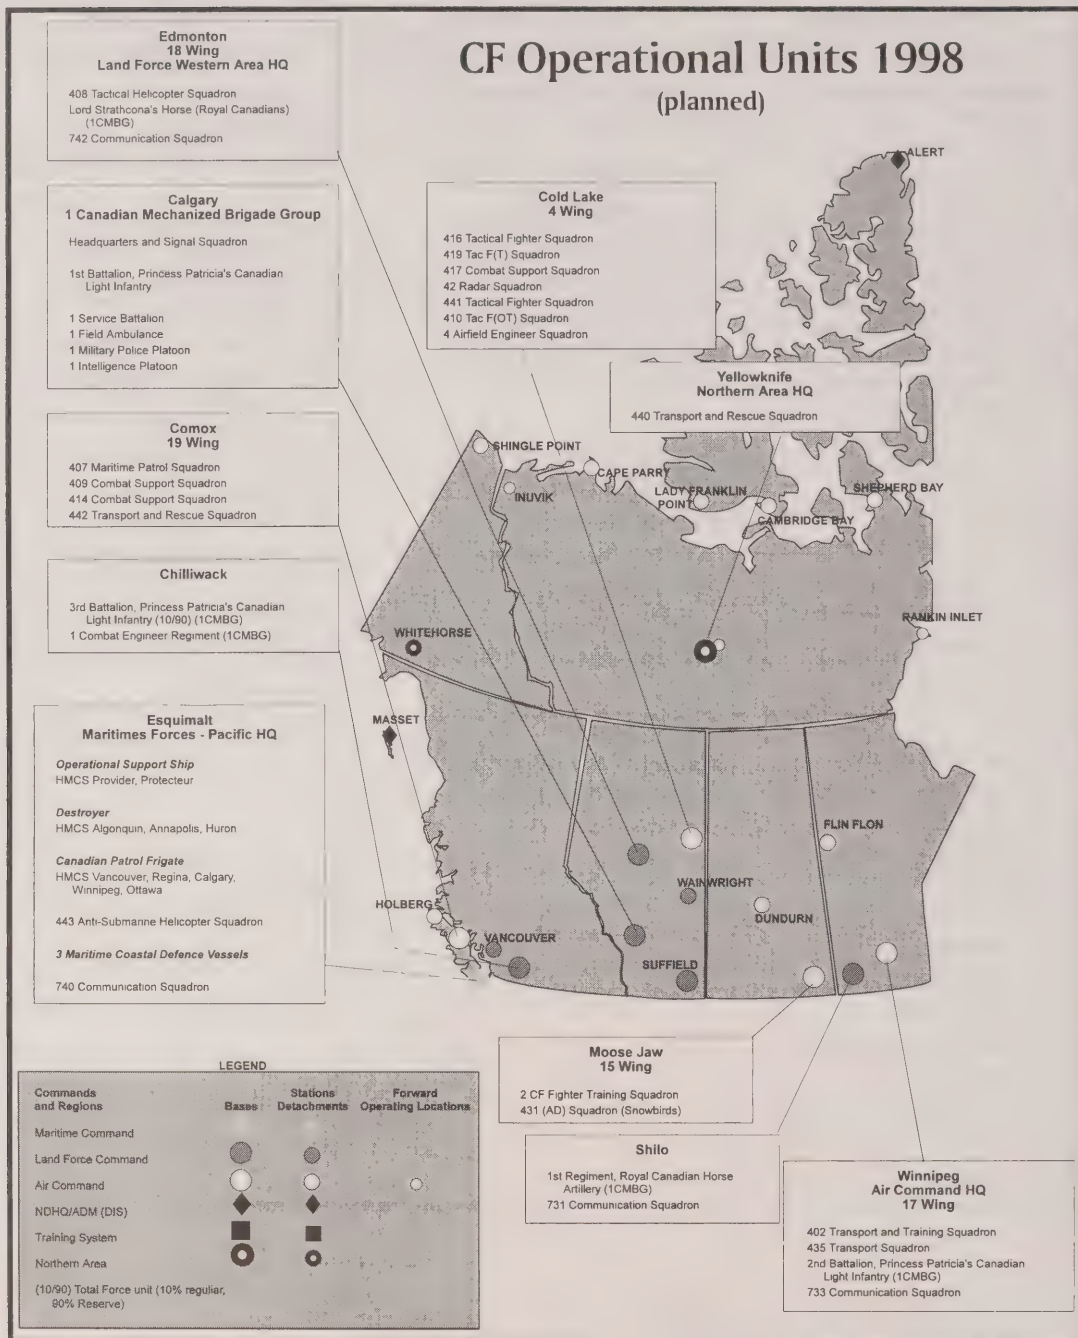 CF Operational Units 1998
(planned)
Edmonton
18 Wing
Land Force Western Area HQ
408 Tactical Helicopter Squadron
Lord Strathcona's Horse (Royal Canadians)
(1CMBG)
742 Communication Squadron
Calgary
1 Canadian Mechanized Brigade Group
Headquarters and Signal Squadron
1st Battalion, Princess Patricia's Canadian
Light Infantry
1 Service Battalion
1 Field Ambulance
1 Military Police Platoon
1 Intelligence Platoon
Cold Lake
4 Wing
416 Tactical Fighter Squadron
419 Tac F(T) Squadron
417 Combat Support Squadron
42 Radar Squadron
441 Tactical Fighter Squadron
410 Tac F(OT) Squadron
4 Airfield Engineer Squadron
Yellowknife
Northern Area HQ
440 Transport and Rescue Squadron
Comox
19 Wing
407 Maritime Patrol Squadron
409 Combat Support Squadron
414 Combat Support Squadron
442 Transport and Rescue Squadron
Chilliwack
3rd Battalion, Princess Patricia's Canadian
Light Infantry (10/90) (1CMBG)
1 Combat Engineer Regiment (1CMBG)
Esquimalt
Maritimes Forces - Pacific HQ
Operational Support Ship
HMCS Provider, Protecteur
Destroyer
HMCS Algonquin, Annapolis, Huron
Canadian Patrol Frigate
HMCS Vancouver, Regina, Calgary,
Winnipeg, Ottawa
443 Anti-Submarine Helicopter Squadron
3 Maritime Coastal Defence Vessels
740 Communication Squadron
ALERT
SHINGLE POINT
CAPE PARRY
INUVIK
LADY FRANKLIN
POINT
SHEPHERD BAY
CAMBRIDGE BAY
RANKIN INLET
WHITEHORSE
MASSET
FLIN FLON
WAINWRIGHT
DUNDURN
HOLBERG
VANCOUVER
SUFFIELD
Moose Jaw
15 Wing
2 CF Fighter Training Squadron
431 (AD) Squadron (Snowbirds)
Shilo
1st Regiment, Royal Canadian Horse
Artillery (1CMBG)
731 Communication Squadron
Winnipeg
Air Command HQ
17 Wing
402 Transport and Training Squadron
435 Transport Squadron
2nd Battalion, Princess Patricia's Canadian
Light Infantry (1CMBG)
733 Communication Squadron
LEGEND
Commands
and Regions
Bases
Stations
Detachments
Forward
Operating Locations
Maritime Command
Land Force Command
Air Command
NDHQ/ADM (DIS)
Training System
Northern Area
(10/90) Total Force unit (10% reguliar,
90% Reserve)